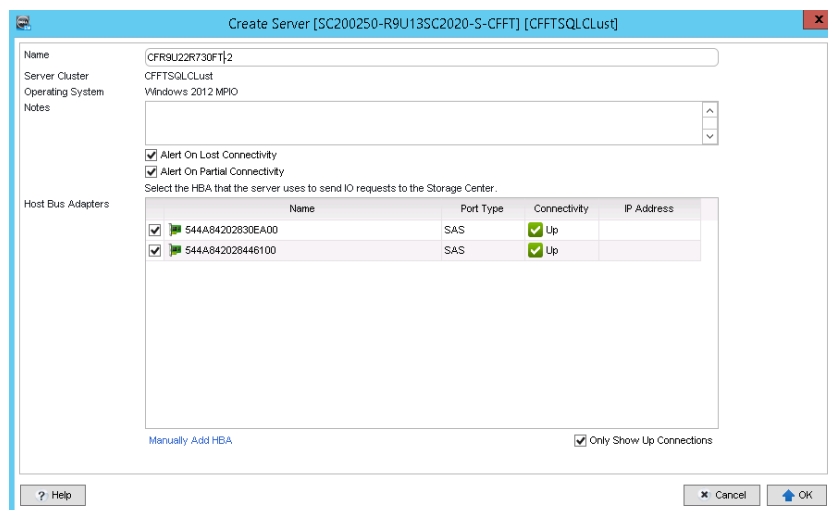 Create Server [SC200250-R9U13SC2020-S-CFFT] [CFFTSQLCLust]
x
Name CFR9U22R730FT-2
Server Cluster CFFTSQLCLust
Operating System Windows 2012 MPIO
Notes
Alert On Lost Connectivity
Alert On Partial Connectivity
Select the HBA that the server uses to send IO requests to the Storage Center.
Host Bus Adapters
Name Port Type Connectivity IP Address
544A84202830EA00 SAS Up
544A842028446100 SAS Up
Manually Add HBA Only Show Up Connections
? Help Cancel OK